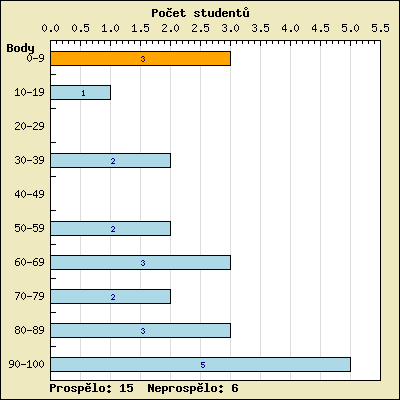 Počet studentů
0.0 0.5 1.0 1.5 2.0 2.5 3.0 3.5 4.0 4.5 5.0 5.5
Body
0-9 3
10-19 1
20-29
30-39 2
40-49
50-59 2
60-69 3
70-79 2
80-89 3
90-100 5
Prospělo: 15 Neprospělo: 6